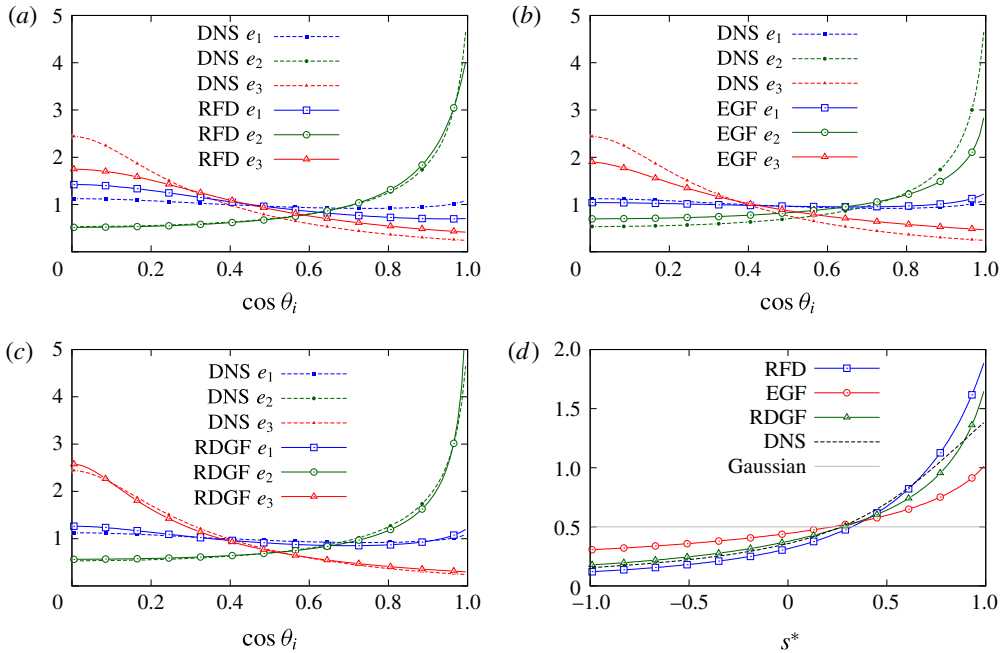 (a)
5
4
3
2
1
0
0.2
0.4
0.6
0.8
1.0
cos θi
DNS e1
DNS e2
DNS e3
RFD e1
RFD e2
RFD e3
(b)
5
4
3
2
1
0
0.2
0.4
0.6
0.8
1.0
cos θi
DNS e1
DNS e2
DNS e3
EGF e1
EGF e2
EGF e3
(c)
5
4
3
2
1
0
0.2
0.4
0.6
0.8
1.0
cos θi
DNS e1
DNS e2
DNS e3
RDGF e1
RDGF e2
RDGF e3
(d)
2.0
1.5
1.0
0.5
0
−1.0
−0.5
0
0.5
1.0
s*
RFD
EGF
RDGF
DNS
Gaussian